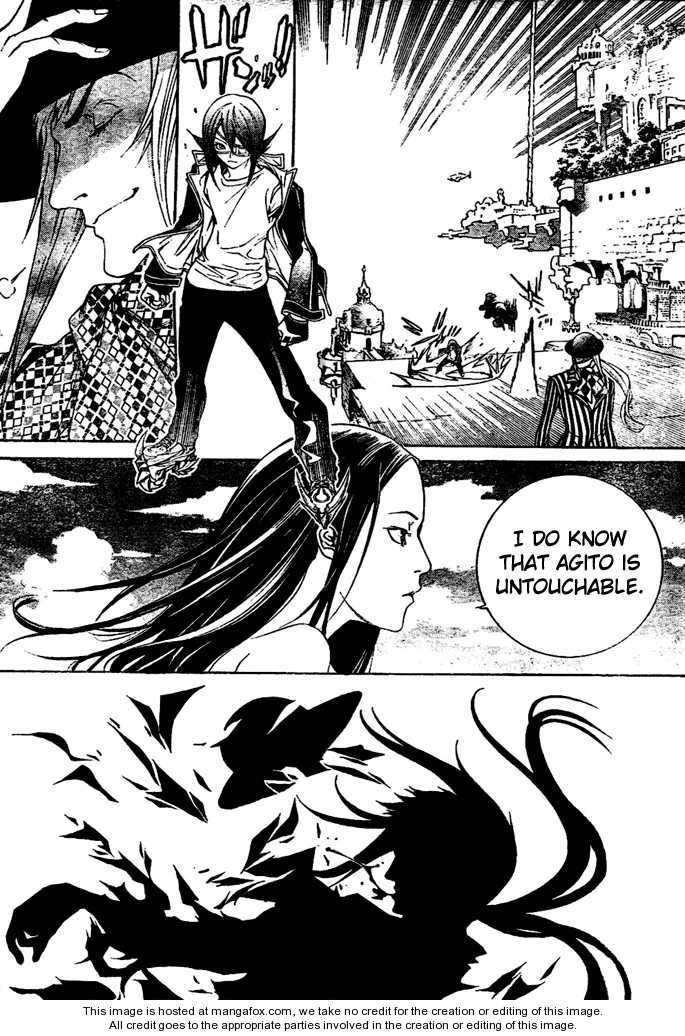 I DO KNOW
THAT AGITO IS
UNTOUCHABLE.
This image is hosted at mangafox.com, we take no credit for the creation or editing of this image.
All credit goes to the appropriate parties involved in the creation or editing of this image.